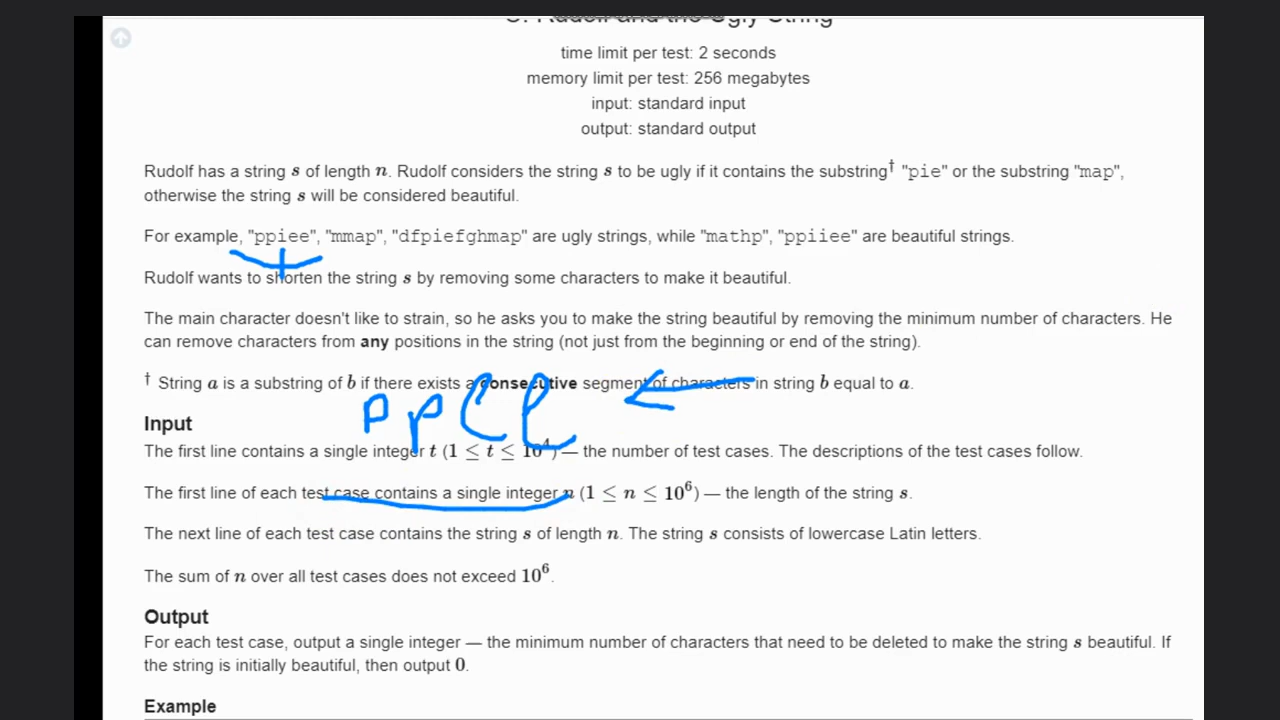 time limit per test: 2 seconds
memory limit per test: 256 megabytes
input: standard input
output: standard output
Rudolf has a string s of length n. Rudolf considers the string s to be ugly if it contains the substring† "pie" or the substring "map",
otherwise the string s will be considered beautiful.
For example, "ppiee", "mmap", "dfpiefghmap" are ugly strings, while "mathp", "ppiiee" are beautiful strings.
Rudolf wants to shorten the string s by removing some characters to make it beautiful.
The main character doesn't like to strain, so he asks you to make the string beautiful by removing the minimum number of characters. He
can remove characters from any positions in the string (not just from the beginning or end of the string).
† String a is a substring of b if there exists a consecutive segment of characters in string b equal to a.
Input
The first line contains a single integer t (1 ≤ t ≤ 10⁴) — the number of test cases. The descriptions of the test cases follow.
The first line of each test case contains a single integer n (1 ≤ n ≤ 10⁶) — the length of the string s.
The next line of each test case contains the string s of length n. The string s consists of lowercase Latin letters.
The sum of n over all test cases does not exceed 10⁶.
Output
For each test case, output a single integer — the minimum number of characters that need to be deleted to make the string s beautiful. If
the string is initially beautiful, then output 0.
Example